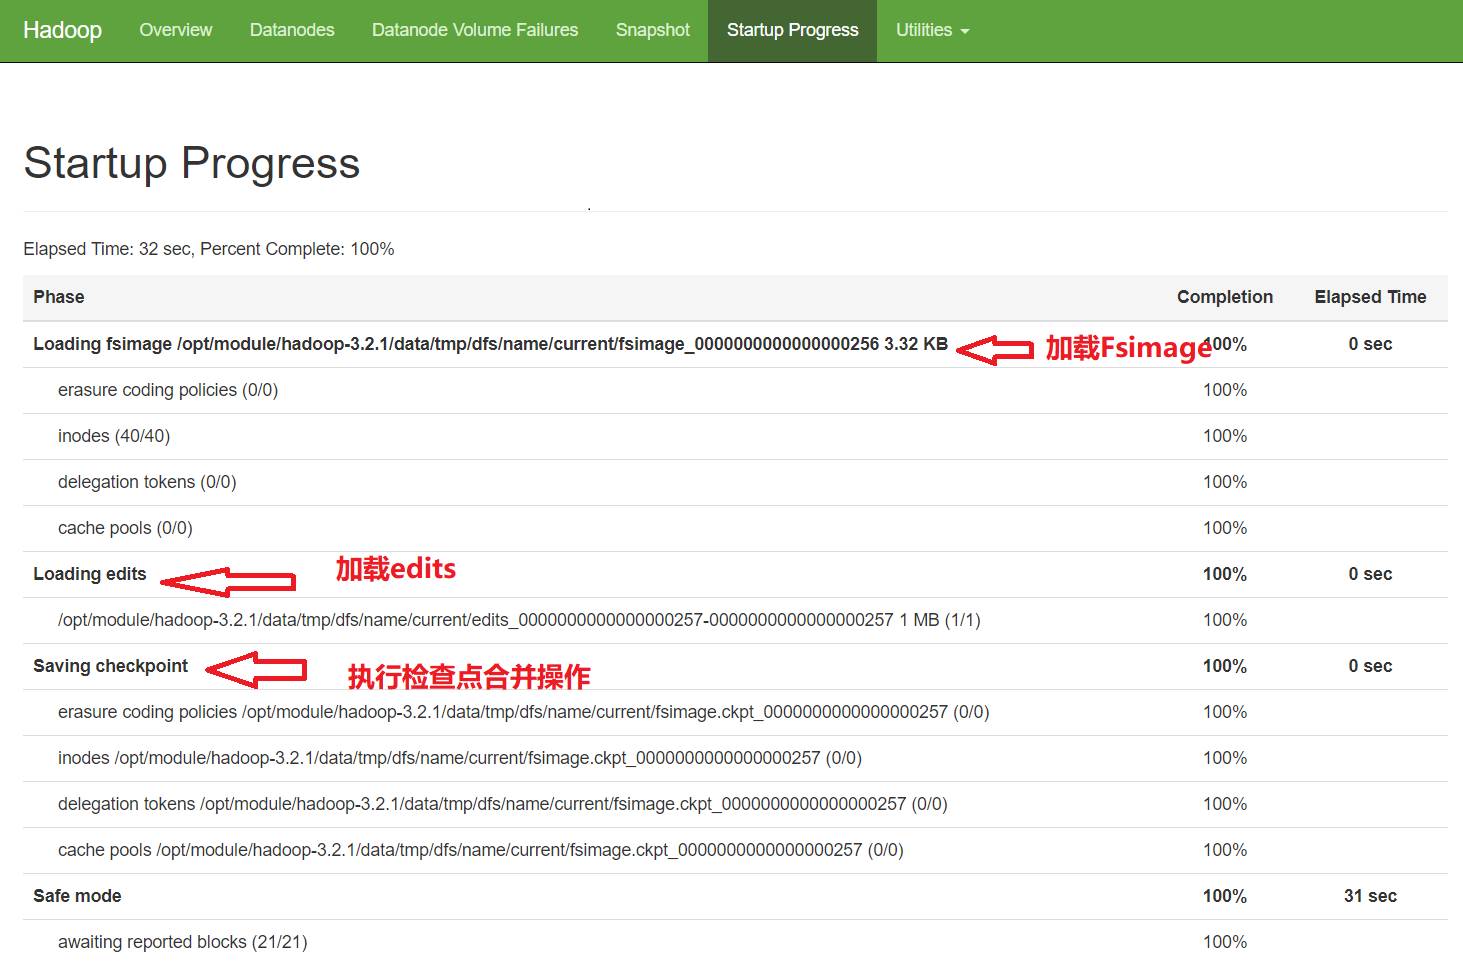 Hadoop Overview Datanodes Datanode Volume Failures Snapshot Startup Progress Utilities
Startup Progress
Elapsed Time: 32 sec, Percent Complete: 100%
Phase Completion Elapsed Time
Loading fsimage /opt/module/hadoop-3.2.1/data/tmp/dfs/name/current/fsimage_0000000000000000256 3.32 KB 加载Fsimage 100% 0 sec
erasure coding policies (0/0) 100%
inodes (40/40) 100%
delegation tokens (0/0) 100%
cache pools (0/0) 100%
Loading edits 加载edits 100% 0 sec
/opt/module/hadoop-3.2.1/data/tmp/dfs/name/current/edits_0000000000000000257-0000000000000000257 1 MB (1/1) 100%
Saving checkpoint 执行检查点合并操作 100% 0 sec
erasure coding policies /opt/module/hadoop-3.2.1/data/tmp/dfs/name/current/fsimage.ckpt_0000000000000000257 (0/0) 100%
inodes /opt/module/hadoop-3.2.1/data/tmp/dfs/name/current/fsimage.ckpt_0000000000000000257 (0/0) 100%
delegation tokens /opt/module/hadoop-3.2.1/data/tmp/dfs/name/current/fsimage.ckpt_0000000000000000257 (0/0) 100%
cache pools /opt/module/hadoop-3.2.1/data/tmp/dfs/name/current/fsimage.ckpt_0000000000000000257 (0/0) 100%
Safe mode 100% 31 sec
awaiting reported blocks (21/21) 100%